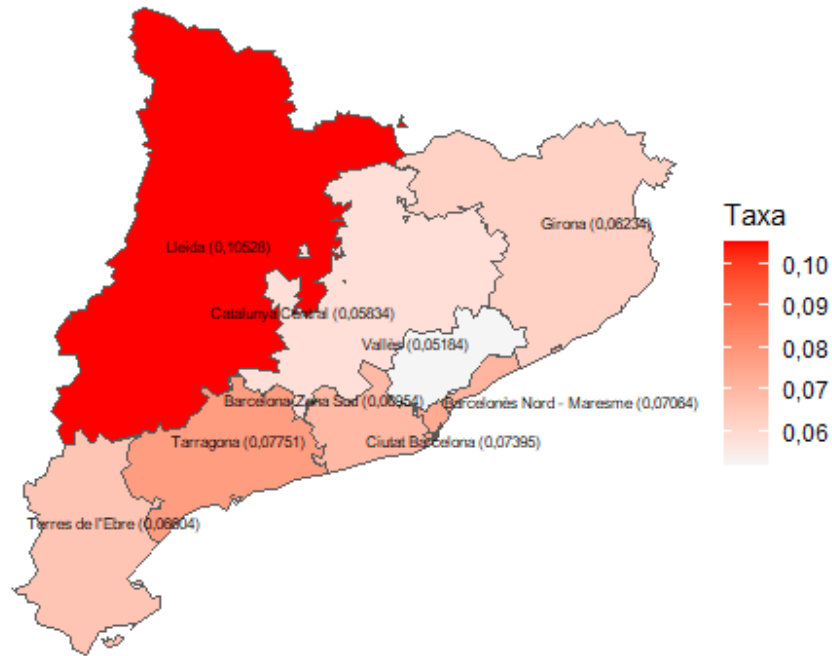 Taxa
Girona (0,06234)
Lleida (0,10528)
0,10
0,09
Catalunya Central (0,05834)
0,08
Vallès (0,05184)
0,07
Barcelona Zona Sud (0,06954)
Barcelonès Nord - Maresme (0,07064)
0,06
Tarragona (0,07751)
Ciutat Barcelona (0,07395)
Terres de l'Ebre (0,06604)